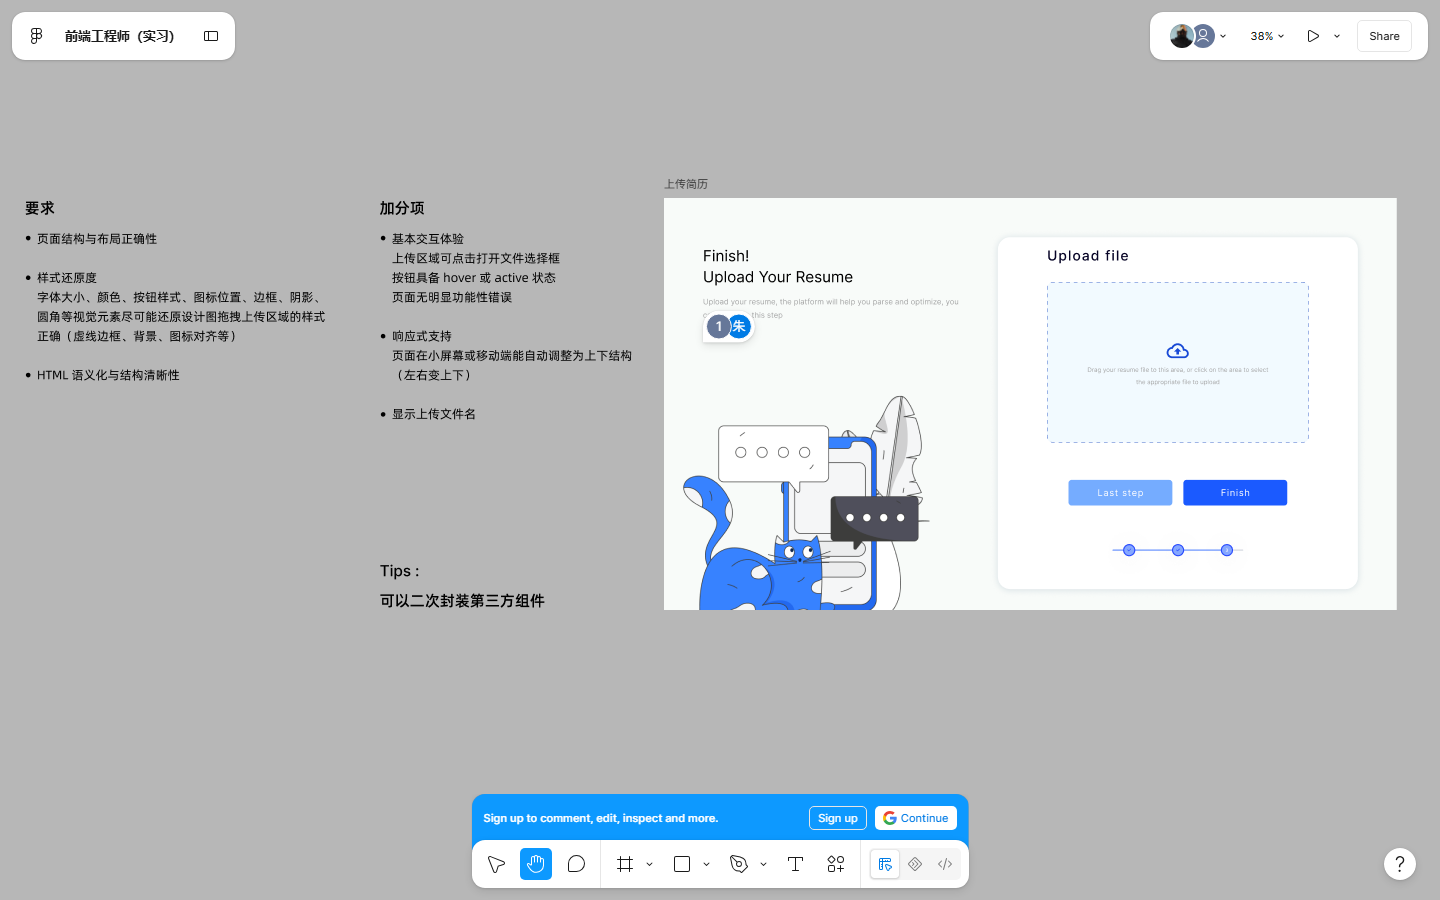 前端工程师（实习）
38%
Share
要求
页面结构与布局正确性
样式还原度
字体大小、颜色、按钮样式、图标位置、边框、阴影、
圆角等视觉元素尽可能还原设计图拖拽上传区域的样式
正确（虚线边框、背景、图标对齐等）
HTML 语义化与结构清晰性
加分项
基本交互体验
上传区域可点击打开文件选择框
按钮具备 hover 或 active 状态
页面无明显功能性错误
响应式支持
页面在小屏幕或移动端能自动调整为上下结构
（左右变上下）
显示上传文件名
Tips :
可以二次封装第三方组件
上传简历
Finish!
Upload Your Resume
Upload your resume, the platform will help you parse and optimize, you
this step
1 朱
Upload file
Drag your resume file to this area, or click on the area to select
the appropriate file to upload
Last step
Finish
Sign up to comment, edit, inspect and more.
Sign up
Continue
?